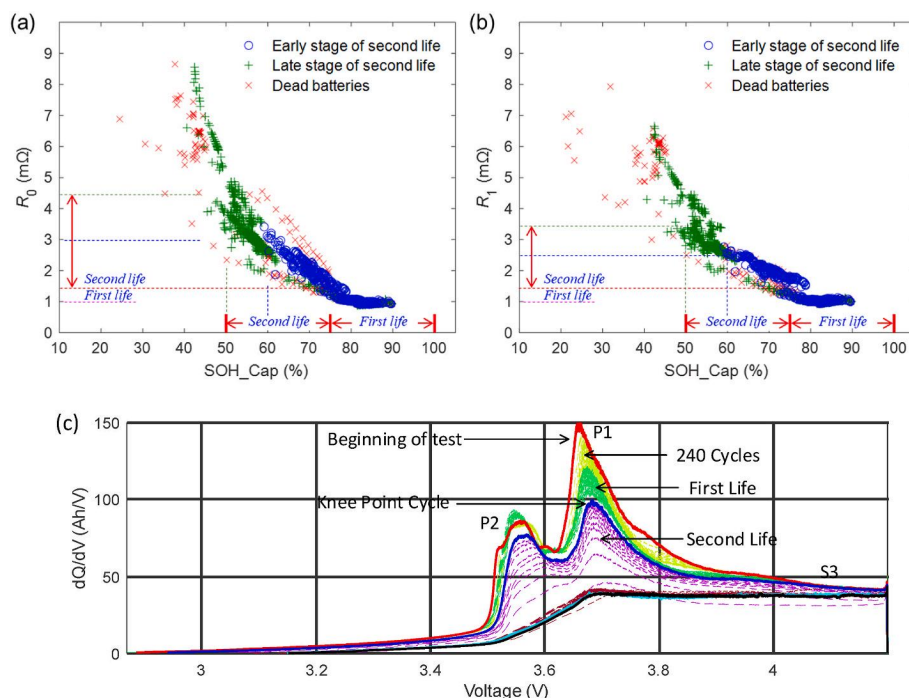 (a)
Early stage of second life
Late stage of second life
Dead batteries
9
8
7
6
5
4
3
2
1
0
R0 (mΩ)
Second life
First life
Second life
First life
10 20 30 40 50 60 70 80 90 100
SOH_Cap (%)
(b)
Early stage of second life
Late stage of second life
Dead batteries
9
8
7
6
5
4
3
2
1
0
R1 (mΩ)
Second life
First life
Second life
First life
10 20 30 40 50 60 70 80 90 100
SOH_Cap (%)
(c)
150
100
50
0
dQ/dV (Ah/V)
Beginning of test
P1
240 Cycles
First Life
Knee Point Cycle
P2
Second Life
S3
3 3.2 3.4 3.6 3.8 4
Voltage (V)